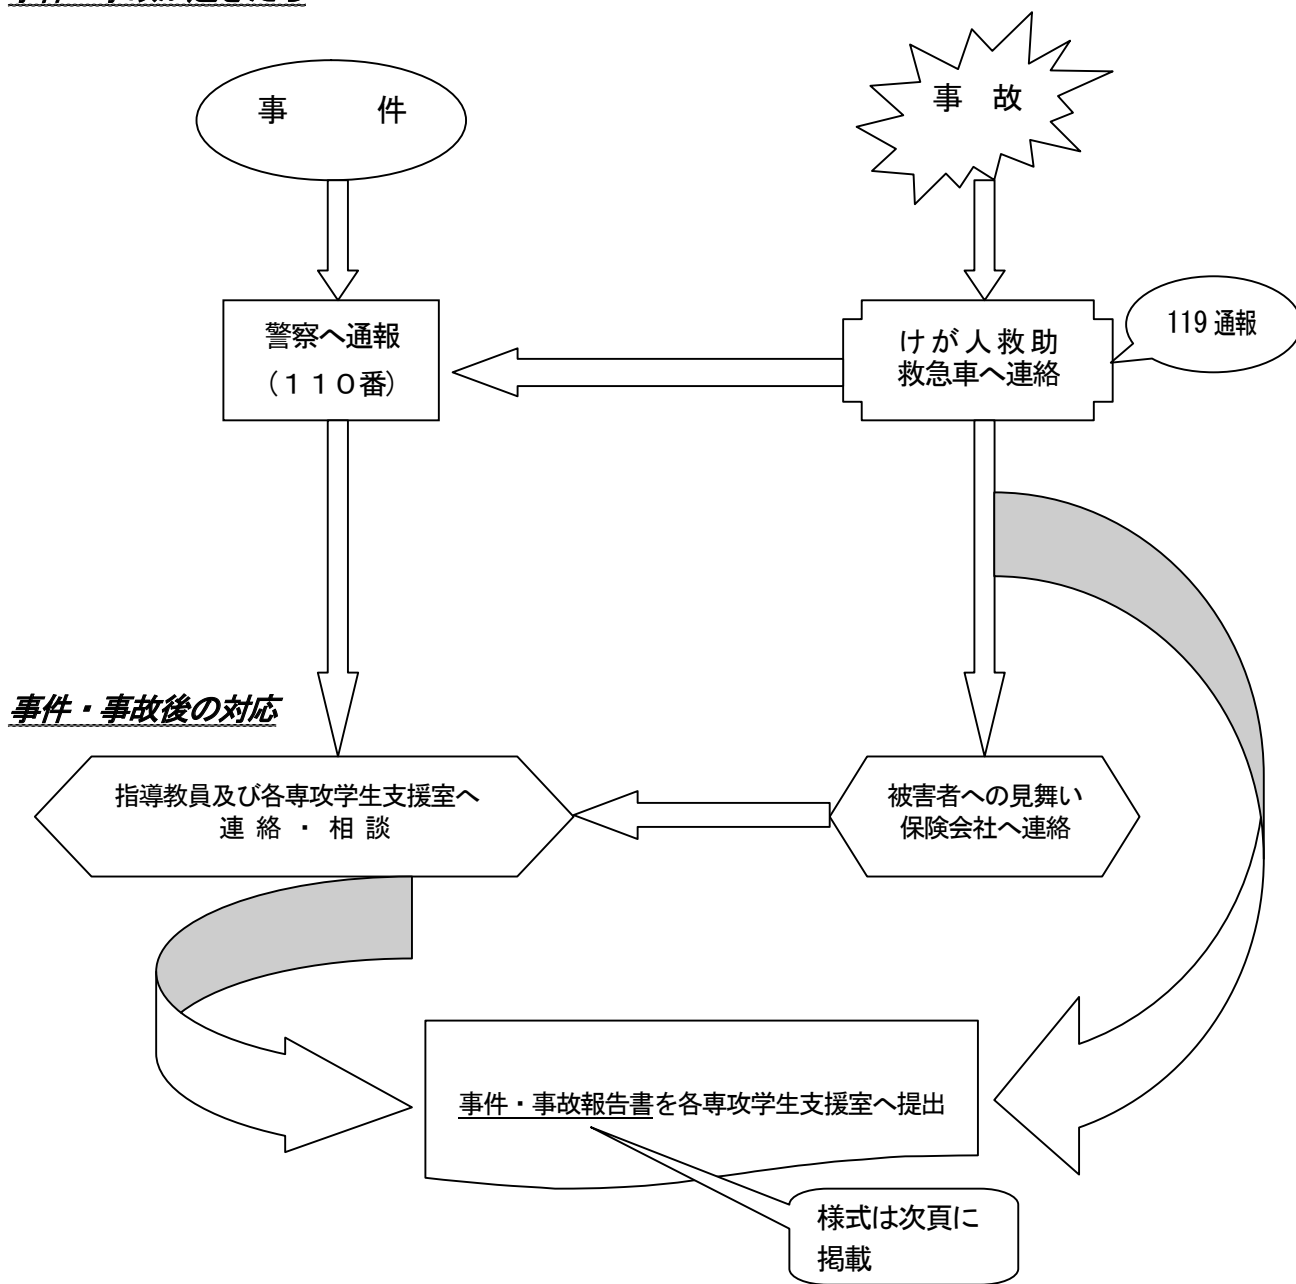 事　件
事　故
警察へ通報
（１１０番）
けが人救助
救急車へ連絡
119 通報
事件・事故後の対応
指導教員及び各専攻学生支援室へ
連 絡 ・ 相 談
被害者への見舞い
保険会社へ連絡
事件・事故報告書を各専攻学生支援室へ提出
様式は次頁に
掲載